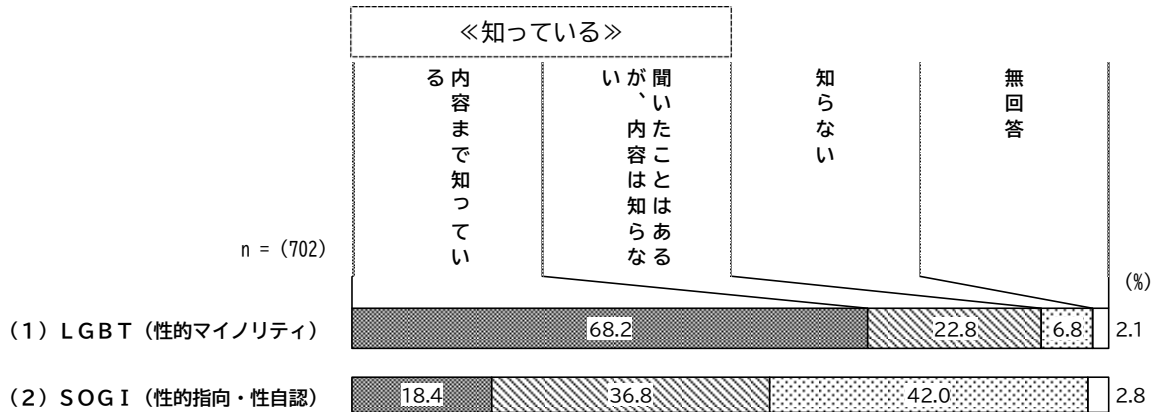 ≪知っている≫
内容まで知ってい
る
聞いたことはある
が、内容は知らな
い
知らない
無回答
n = (702)
(%)
（1）ＬＧＢＴ（性的マイノリティ） 68.2 22.8 6.8 2.1
（2）ＳＯＧＩ（性的指向・性自認） 18.4 36.8 42.0 2.8